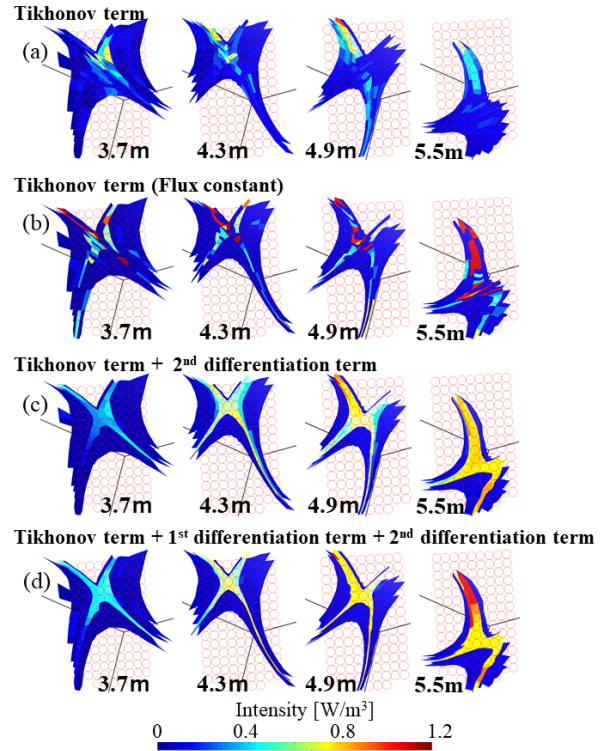 Tikhonov term
(a)
3.7m 4.3m 4.9m 5.5m
Tikhonov term (Flux constant)
(b)
3.7m 4.3m 4.9m 5.5m
Tikhonov term + 2nd differentiation term
(c)
3.7m 4.3m 4.9m 5.5m
Tikhonov term + 1st differentiation term + 2nd differentiation term
(d)
3.7m 4.3m 4.9m 5.5m
Intensity [W/m³]
0 0.4 0.8 1.2